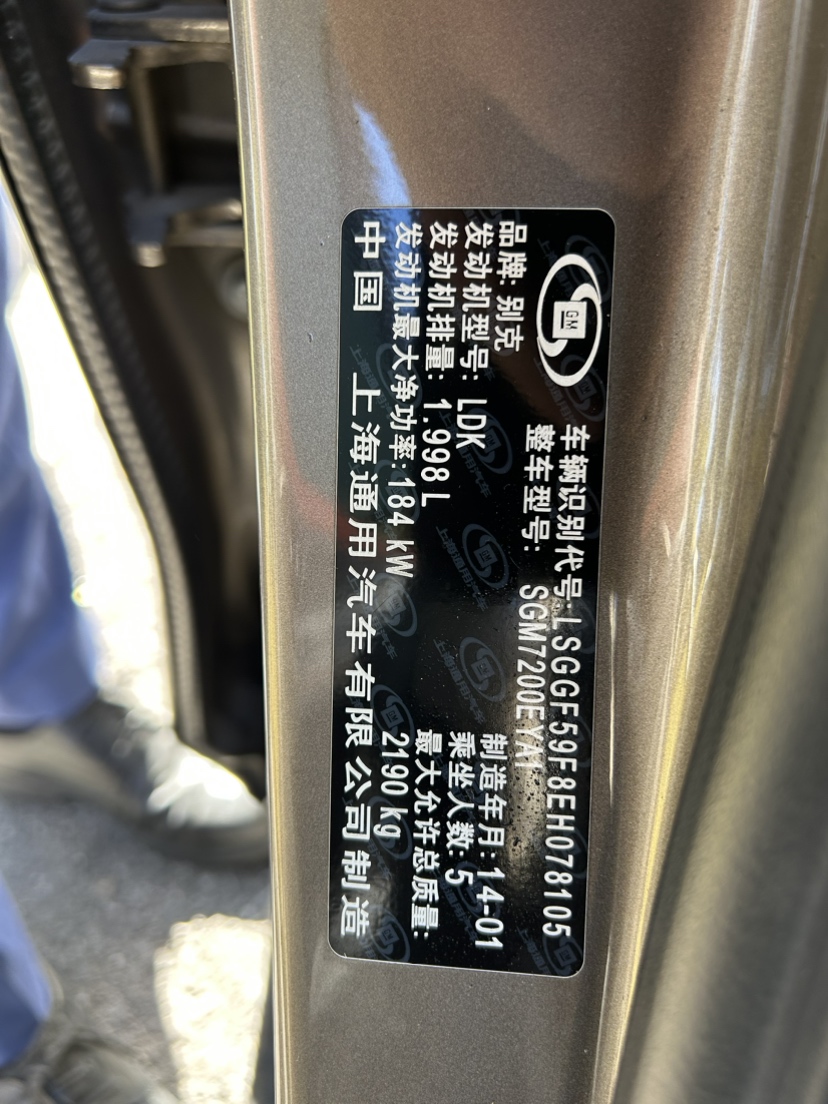 GM
车辆识别代号:LSGGF59F8EH078105
整车型号: SGM7200EYA1
品牌: 别克
发动机型号: LDK
制造年月: 14-01
发动机排量: 1.998L
乘坐人数: 5
发动机最大净功率:184 kW
最大允许总质量:
2190kg
中国 上海通用汽车有限公司制造